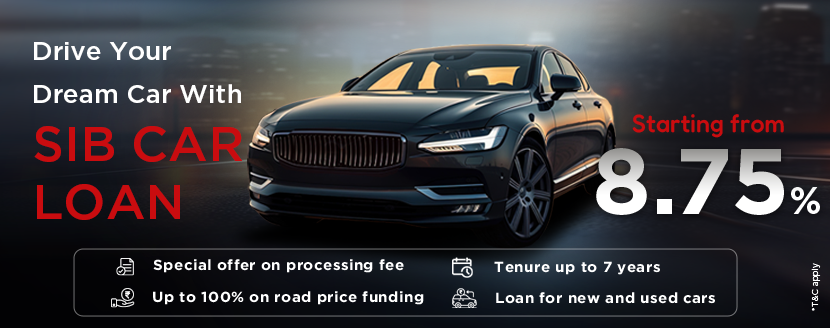 Drive Your
Dream Car With
SIB CAR
LOAN
Starting from
8.75%
Special offer on processing fee
Tenure up to 7 years
Up to 100% on road price funding
Loan for new and used cars
*T&C apply